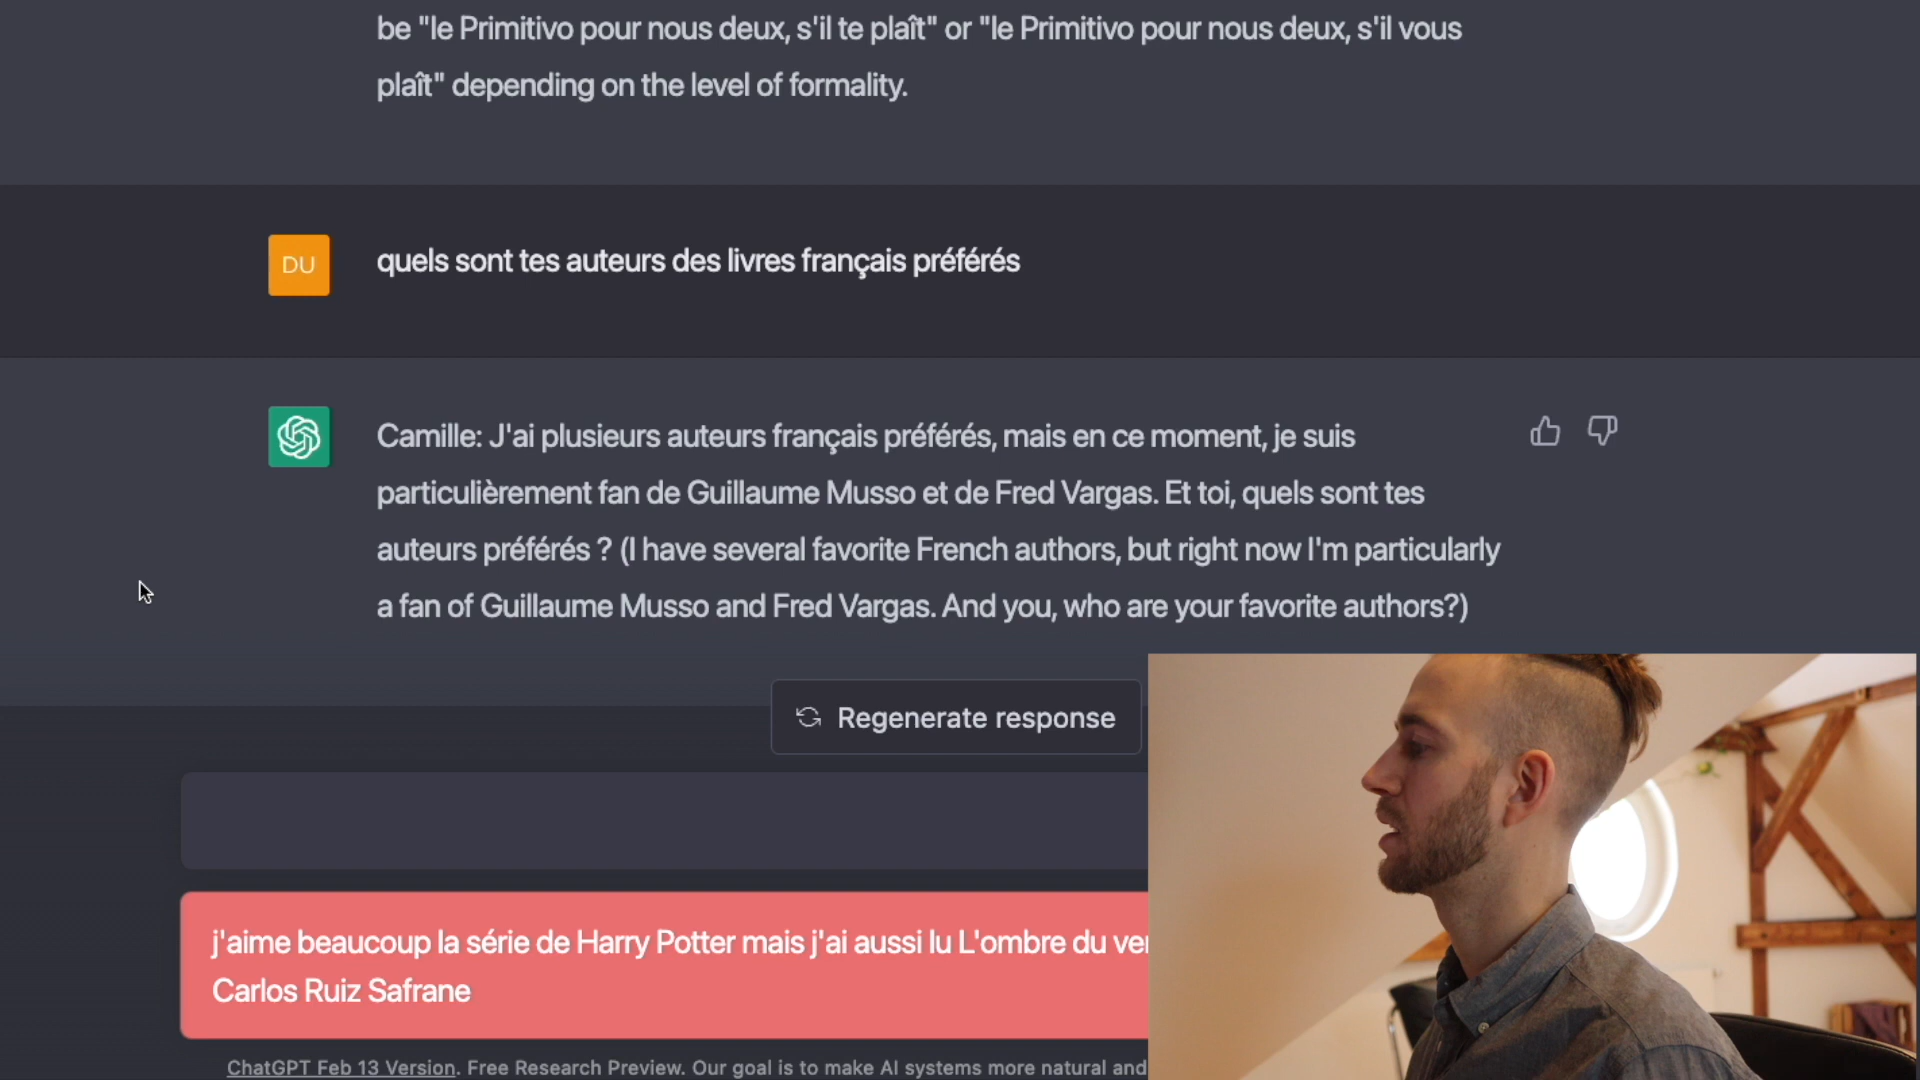 be "le Primitivo pour nous deux, s'il te plaît" or "le Primitivo pour nous deux, s'il vous
plaît" depending on the level of formality.
DU
quels sont tes auteurs des livres français préférés
Camille: J'ai plusieurs auteurs français préférés, mais en ce moment, je suis
particulièrement fan de Guillaume Musso et de Fred Vargas. Et toi, quels sont tes
auteurs préférés ? (I have several favorite French authors, but right now I'm particularly
a fan of Guillaume Musso and Fred Vargas. And you, who are your favorite authors?)
Regenerate response
j'aime beaucoup la série de Harry Potter mais j'ai aussi lu L'ombre du
Carlos Ruiz Safrane
ChatGPT Feb 13 Version. Free Research Preview. Our goal is to make AI systems more natural and